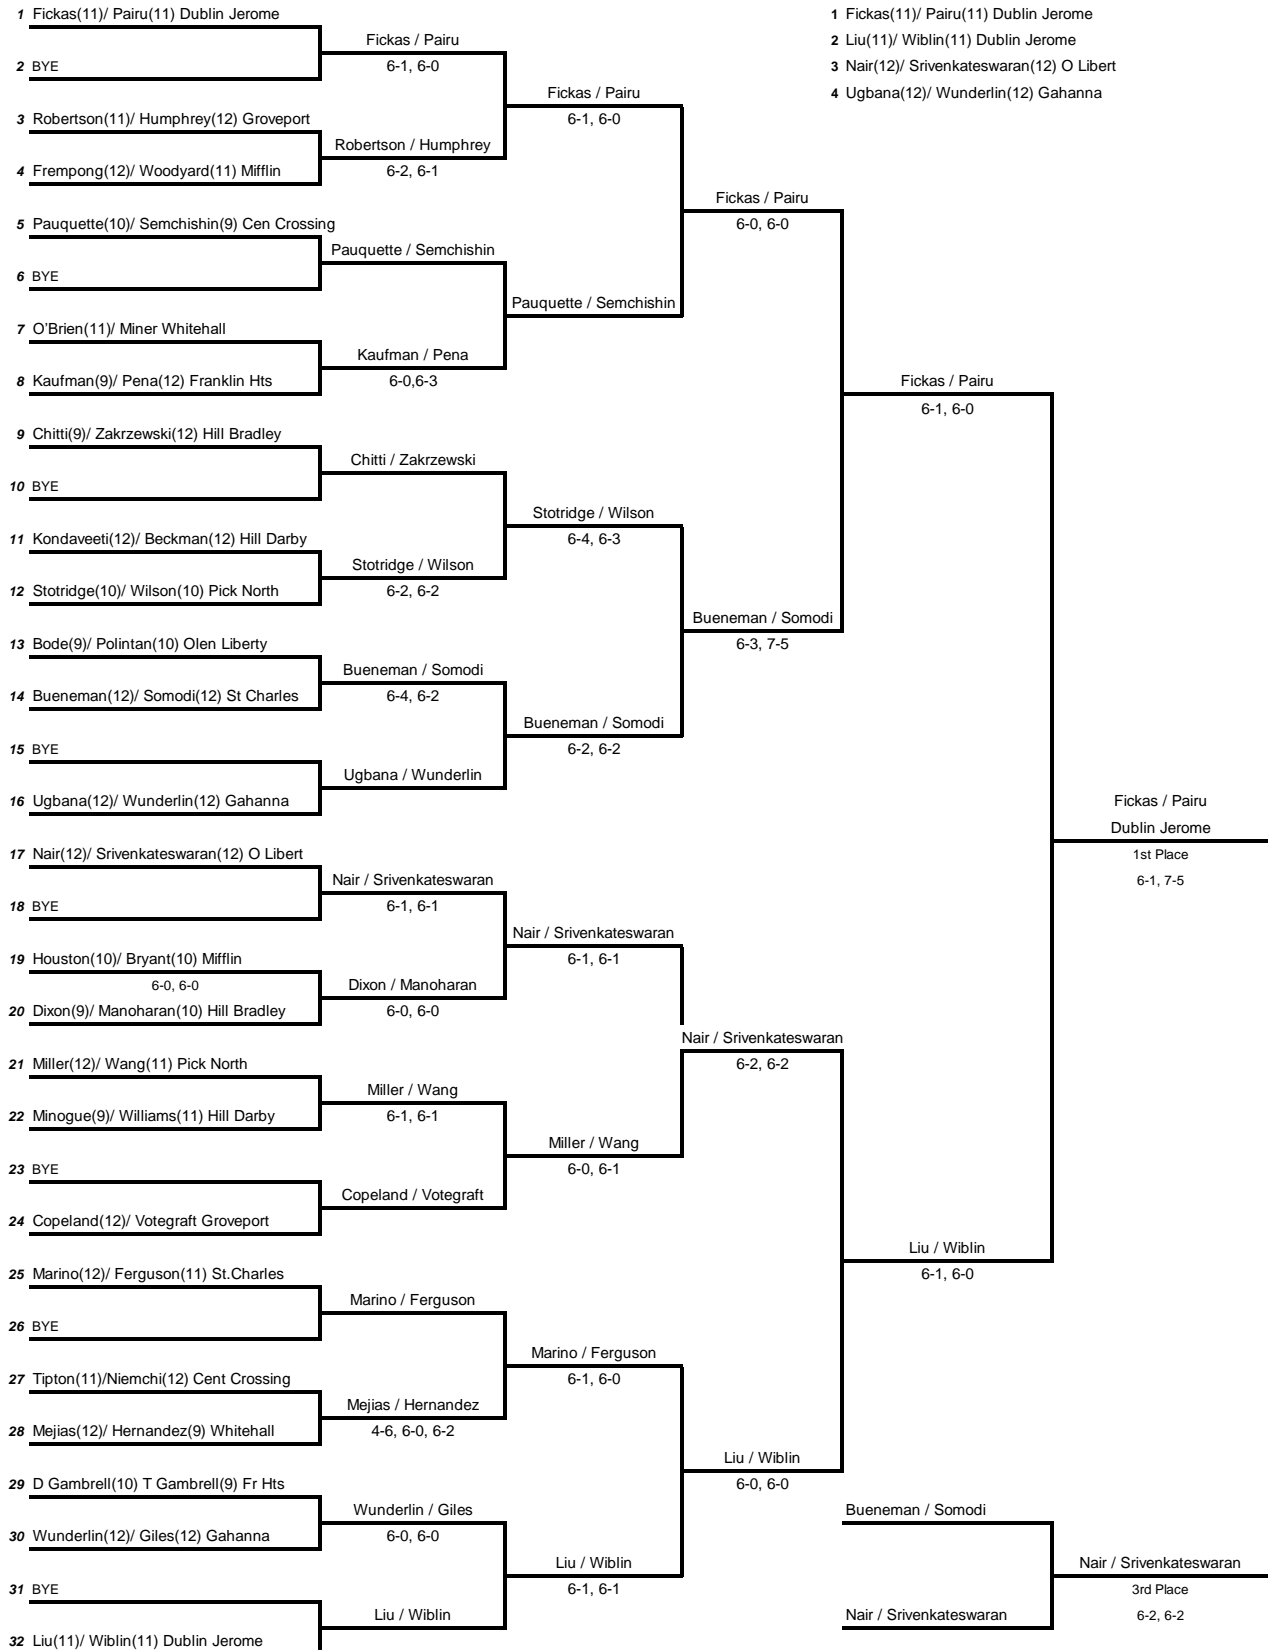 1 Fickas(11)/ Pairu(11) Dublin Jerome
2 BYE
3 Robertson(11)/ Humphrey(12) Groveport
4 Frempong(12)/ Woodyard(11) Mifflin
5 Pauquette(10)/ Semchishin(9) Cen Crossing
6 BYE
7 O'Brien(11)/ Miner Whitehall
8 Kaufman(9)/ Pena(12) Franklin Hts
9 Chitti(9)/ Zakrzewski(12) Hill Bradley
10 BYE
11 Kondaveeti(12)/ Beckman(12) Hill Darby
12 Stotridge(10)/ Wilson(10) Pick North
13 Bode(9)/ Polintan(10) Olen Liberty
14 Bueneman(12)/ Somodi(12) St Charles
15 BYE
16 Ugbana(12)/ Wunderlin(12) Gahanna
17 Nair(12)/ Srivenkateswaran(12) O Libert
18 BYE
19 Houston(10)/ Bryant(10) Mifflin
6-0, 6-0
20 Dixon(9)/ Manoharan(10) Hill Bradley
21 Miller(12)/ Wang(11) Pick North
22 Minogue(9)/ Williams(11) Hill Darby
23 BYE
24 Copeland(12)/ Votegraft Groveport
25 Marino(12)/ Ferguson(11) St.Charles
26 BYE
27 Tipton(11)/Niemchi(12) Cent Crossing
28 Mejias(12)/ Hernandez(9) Whitehall
29 D Gambrell(10) T Gambrell(9) Fr Hts
30 Wunderlin(12)/ Giles(12) Gahanna
31 BYE
32 Liu(11)/ Wiblin(11) Dublin Jerome
Fickas / Pairu
6-1, 6-0
Robertson / Humphrey
6-2, 6-1
Pauquette / Semchishin
Kaufman / Pena
6-0,6-3
Chitti / Zakrzewski
Stotridge / Wilson
6-2, 6-2
Bueneman / Somodi
6-4, 6-2
Ugbana / Wunderlin
Nair / Srivenkateswaran
6-1, 6-1
Dixon / Manoharan
6-0, 6-0
Miller / Wang
6-1, 6-1
Copeland / Votegraft
Marino / Ferguson
Mejias / Hernandez
4-6, 6-0, 6-2
Wunderlin / Giles
6-0, 6-0
Liu / Wiblin
Fickas / Pairu
6-1, 6-0
Pauquette / Semchishin
Stotridge / Wilson
6-4, 6-3
Bueneman / Somodi
6-2, 6-2
Nair / Srivenkateswaran
6-1, 6-1
Miller / Wang
6-0, 6-1
Marino / Ferguson
6-1, 6-0
Liu / Wiblin
6-1, 6-1
Fickas / Pairu
6-0, 6-0
Bueneman / Somodi
6-3, 7-5
Nair / Srivenkateswaran
6-2, 6-2
Liu / Wiblin
6-0, 6-0
1 Fickas(11)/ Pairu(11) Dublin Jerome
2 Liu(11)/ Wiblin(11) Dublin Jerome
3 Nair(12)/ Srivenkateswaran(12) O Libert
4 Ugbana(12)/ Wunderlin(12) Gahanna
Fickas / Pairu
6-1, 6-0
Liu / Wiblin
6-1, 6-0
Fickas / Pairu
Dublin Jerome
1st Place
6-1, 7-5
Bueneman / Somodi
Nair / Srivenkateswaran
Nair / Srivenkateswaran
3rd Place
6-2, 6-2